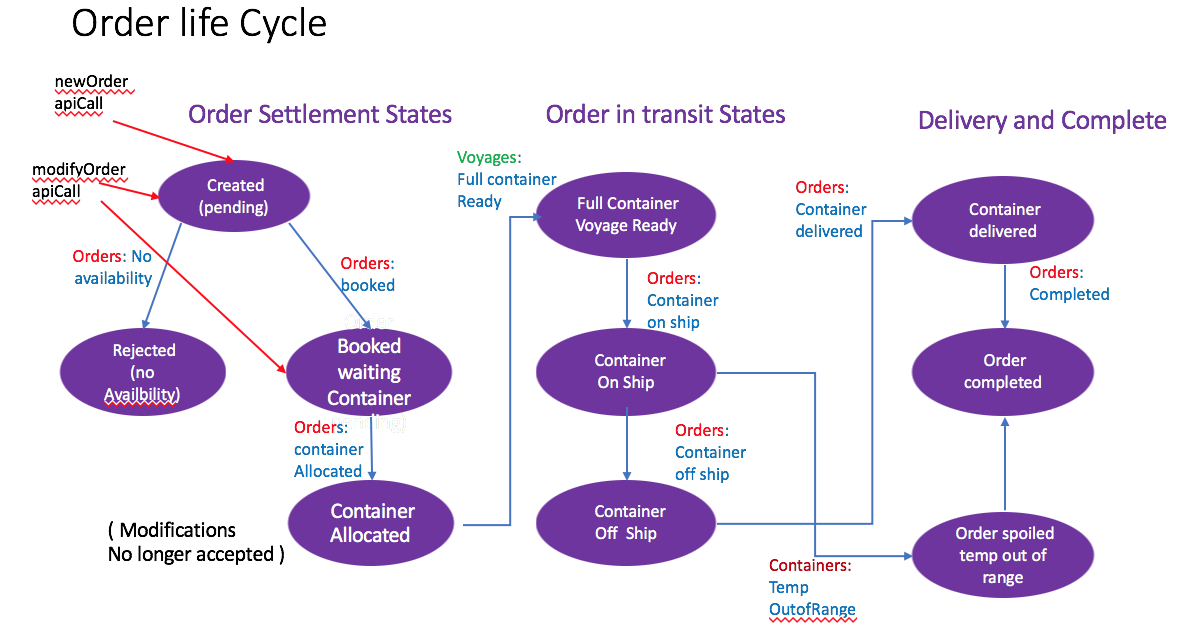 Order life Cycle
newOrder
apiCall
modifyOrder
apiCall
Order Settlement States
Created
(pending)
Orders: No
availability
Orders:
booked
Rejected
(no
Availbility)
Booked
waiting
Container
Orders:
container
Allocated
Container
Allocated
( Modifications
No longer accepted )
Order in transit States
Voyages:
Full container
Ready
Full Container
Voyage Ready
Orders:
Container
on ship
Container
On Ship
Orders:
Container
off ship
Container
Off Ship
Delivery and Complete
Orders:
Container
delivered
Container
delivered
Orders:
Completed
Order
completed
Containers:
Temp
OutofRange
Order spoiled
temp out of
range